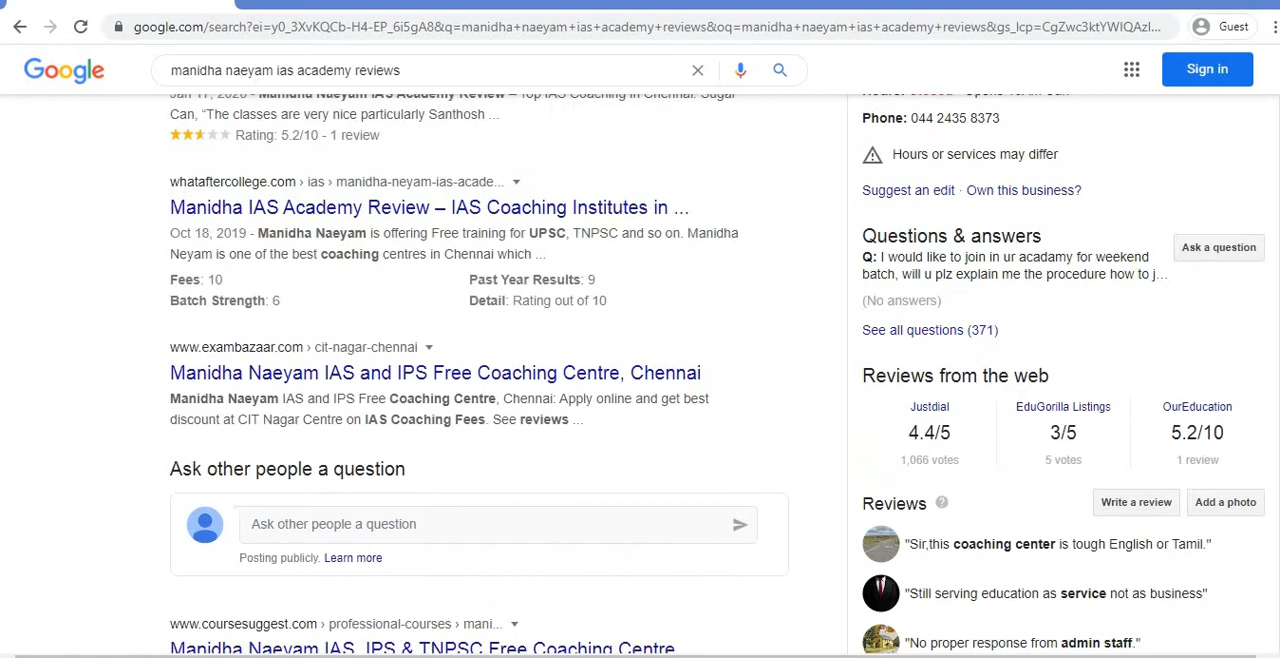 google.com/search?ei=y0_3XvKQCb-H4-EP_6i5gA8&q=manidha+naeyam+ias+academy+reviews&oq=manidha+naeyam+ias+academy+reviews&gs_lcp=CgZwc3ktYWIQAzI...
Guest
Google
manidha naeyam ias academy reviews
Sign in
Jan 17, 2020 - Manidha Naeyam IAS Academy Review – Top IAS Coaching in Chennai. Sugar
Can, “The classes are very nice particularly Santhosh ...
Rating: 5.2/10 - 1 review
whataftercollege.com › ias › manidha-neyam-ias-acade...
Manidha IAS Academy Review – IAS Coaching Institutes in ...
Oct 18, 2019 - Manidha Naeyam is offering Free training for UPSC, TNPSC and so on. Manidha
Neyam is one of the best coaching centres in Chennai which ...
Fees: 10
Past Year Results: 9
Batch Strength: 6
Detail: Rating out of 10
www.exambazaar.com › cit-nagar-chennai
Manidha Naeyam IAS and IPS Free Coaching Centre, Chennai
Manidha Naeyam IAS and IPS Free Coaching Centre, Chennai: Apply online and get best
discount at CIT Nagar Centre on IAS Coaching Fees. See reviews ...
Ask other people a question
Ask other people a question
Posting publicly. Learn more
www.coursesuggest.com › professional-courses › mani...
Manidha Naeyam IAS, IPS & TNPSC Free Coaching Centre
Phone: 044 2435 8373
Hours or services may differ
Suggest an edit · Own this business?
Questions & answers
Ask a question
Q: I would like to join in ur acadamy for weekend
batch, will u plz explain me the procedure how to j...
(No answers)
See all questions (371)
Reviews from the web
Justdial
EduGorilla Listings
OurEducation
4.4/5
3/5
5.2/10
1,066 votes
5 votes
1 review
Reviews
Write a review
Add a photo
"Sir,this coaching center is tough English or Tamil."
"Still serving education as service not as business"
"No proper response from admin staff."